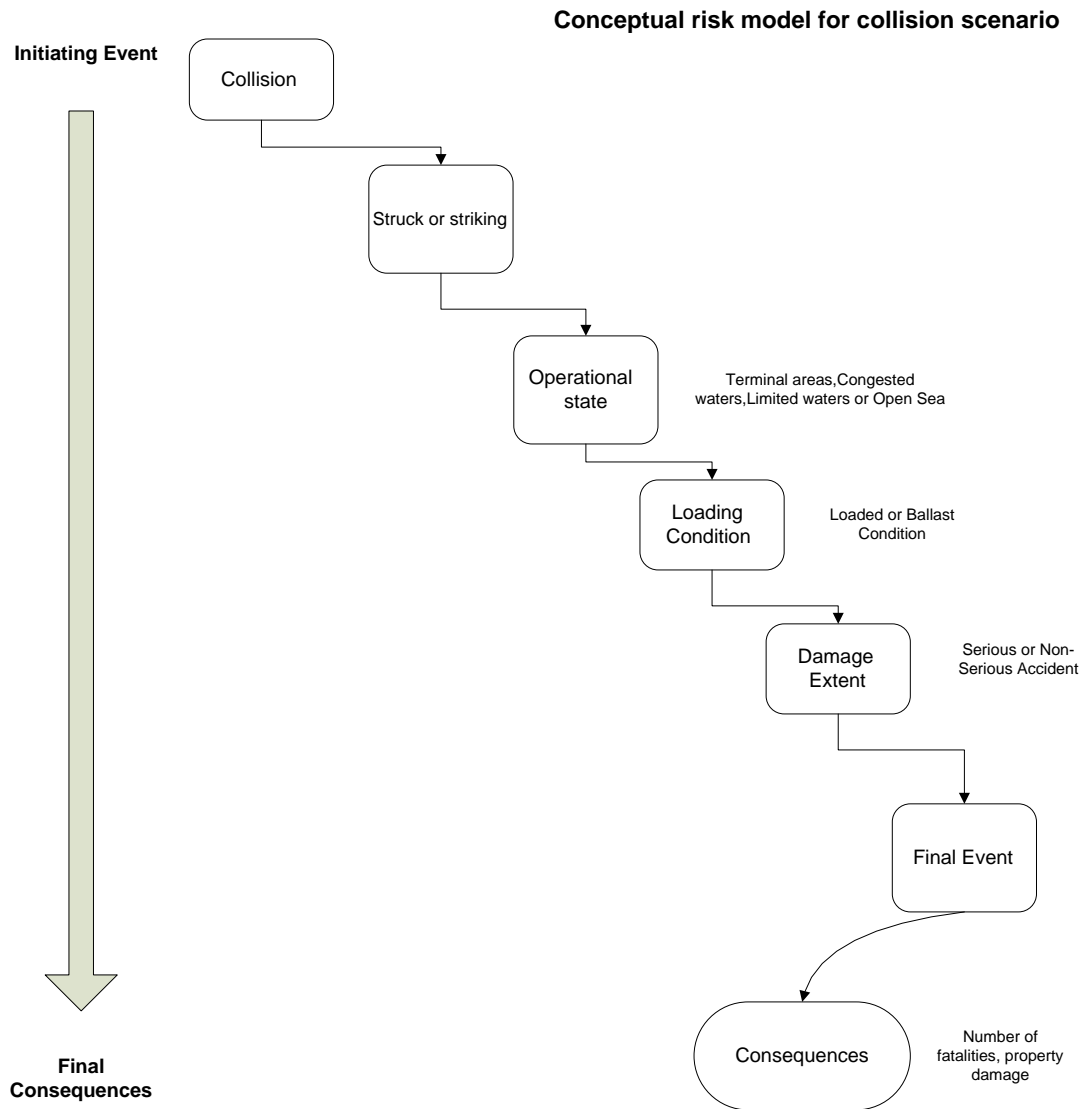 Conceptual risk model for collision scenario
Initiating Event
Collision
Struck or striking
Operational
state
Terminal areas,Congested
waters,Limited waters or Open Sea
Loading
Condition
Loaded or Ballast
Condition
Damage
Extent
Serious or Non-
Serious Accident
Final Event
Consequences
Number of
fatalities, property
damage
Final
Consequences